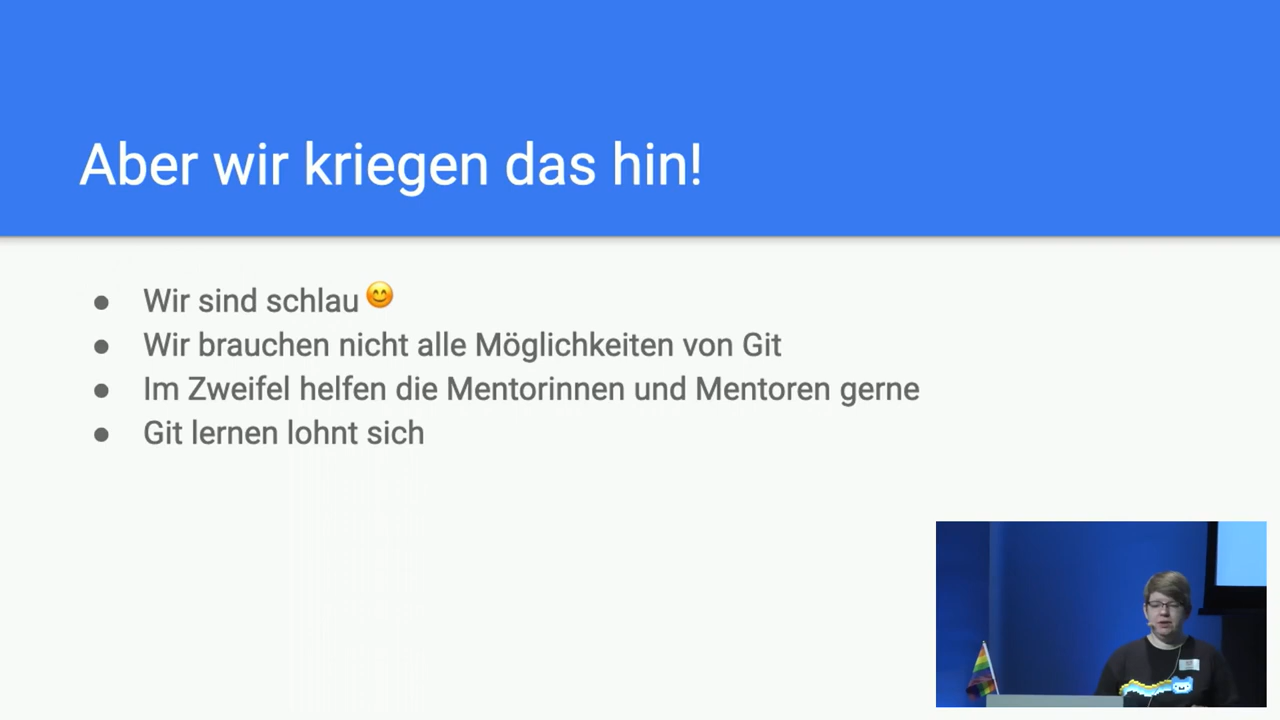 Aber wir kriegen das hin!
● Wir sind schlau 😊
● Wir brauchen nicht alle Möglichkeiten von Git
● Im Zweifel helfen die Mentorinnen und Mentoren gerne
● Git lernen lohnt sich